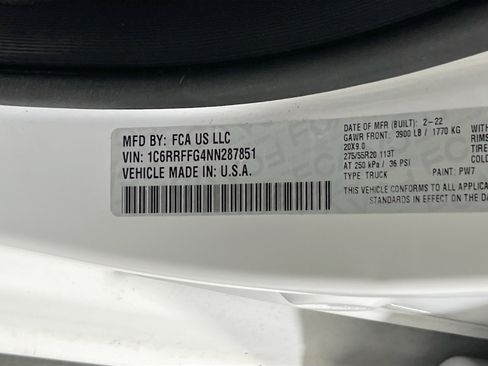 MFD BY: FCA US LLC
VIN: 1C6RRFFG4NN287851
VEHICLE MADE IN: U.S.A.
DATE OF MFR (BUILT): 2-22
GAWR FRONT: 3900 LB / 1770 KG WITH
20X9.0 RIMS
275/55R20 113T TIRE
AT 250 kPa / 36 PSI COLD
TYPE TRUCK PAINT: PW7
THIS VEHICLE CONFORMS TO ALL APPLICA
STANDARDS IN EFFECT ON THE DA